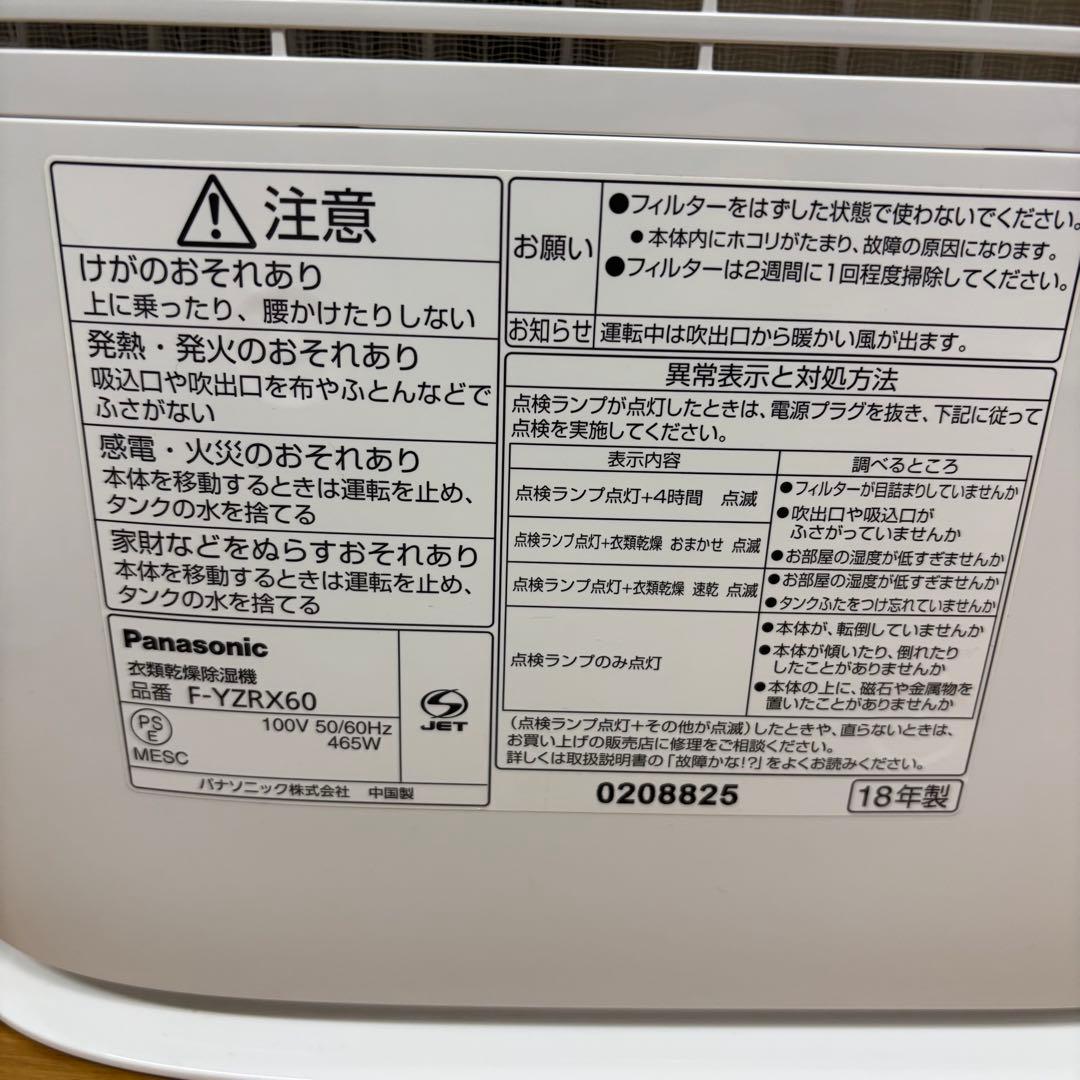 注意
けがのおそれあり
上に乗ったり、腰かけたりしない
発熱・発火のおそれあり
吸込口や吹出口を布やふとんなどで
ふさがない
感電・火災のおそれあり
本体を移動するときは運転を止め、
タンクの水を捨てる
家財などをぬらすおそれあり
本体を移動するときは運転を止め、
タンクの水を捨てる
Panasonic
衣類乾燥除湿機
品番 F-YZRX60
100V 50/60Hz
465W
PS
E
MESC
S
JET
パナソニック株式会社 中国製
お願い
●フィルターをはずした状態で使わないでください。
●本体内にホコリがたまり、故障の原因になります。
●フィルターは2週間に1回程度掃除してください。
お知らせ 運転中は吹出口から暖かい風が出ます。
異常表示と対処方法
点検ランプが点灯したときは、電源プラグを抜き、下記に従って
点検を実施してください。
表示内容 調べるところ
点検ランプ点灯+4時間 点滅
●フィルターが目詰まりしていませんか
●吹出口や吸込口が
ふさがっていませんか
点検ランプ点灯+衣類乾燥 おまかせ 点滅
●お部屋の湿度が低すぎませんか
点検ランプ点灯+衣類乾燥 速乾 点滅
●お部屋の湿度が低すぎませんか
●タンクふたをつけ忘れていませんか
点検ランプのみ点灯
●本体が、転倒していませんか
●本体が傾いたり、倒れたり
したことがありませんか
●本体の上に、磁石や金属物を
置いたことがありませんか
(点検ランプ点灯+その他が点滅)したときや、直らないときは、
お買い上げの販売店に修理をご相談ください。
詳しくは取扱説明書の「故障かな!?」をよくお読みください。
0208825
18年製